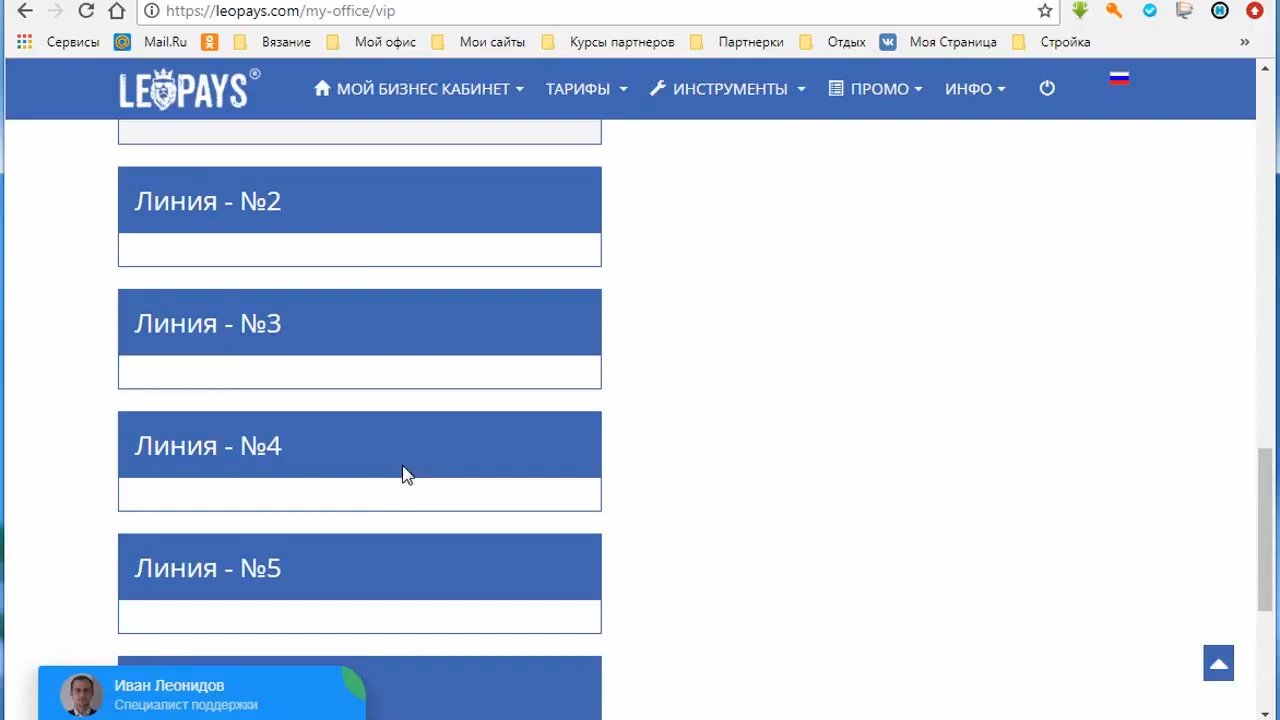 https://leopays.com/my-office/vip
Сервисы Mail.Ru Вязание Мой офис Мои сайты Курсы партнеров Партнерки Отдых Моя Страница Стройка »
LEOPAYS® МОЙ БИЗНЕС КАБИНЕТ ТАРИФЫ ИНСТРУМЕНТЫ ПРОМО ИНФО
Линия - №2
Линия - №3
Линия - №4
Линия - №5
Иван Леонидов
Специалист поддержки